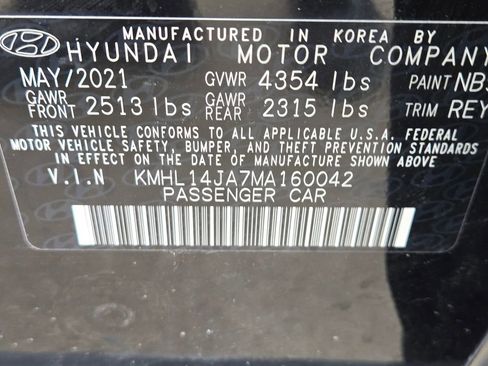 MANUFACTURED IN KOREA BY
HYUNDAI MOTOR COMPANY
MAY/2021 GVWR 4354 lbs PAINT NB
GAWR FRONT 2513 lbs GAWR REAR 2315 lbs TRIM REY
THIS VEHICLE CONFORMS TO ALL APPLICABLE U.S.A. FEDERAL
MOTOR VEHICLE SAFETY, BUMPER, AND THEFT PREVENTION STANDARDS
IN EFFECT ON THE DATE OF MANUFACTURE SHOWN ABOVE
V.I.N KMHL14JA7MA160042
PASSENGER CAR